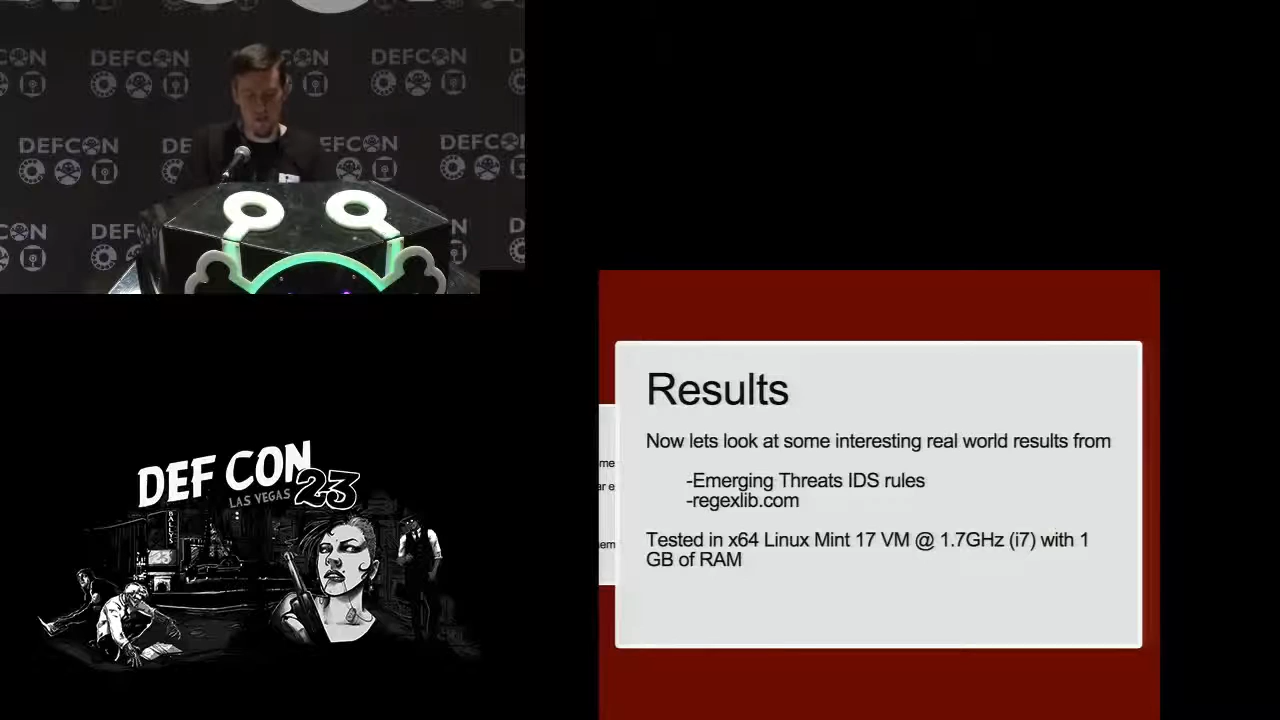 DEFCON
DEFCON
DEFCON
DEFCON
DEFCON
DEF CON 23
LAS VEGAS
BALLYS
Results
Now lets look at some interesting real world results from
-Emerging Threats IDS rules
-regexlib.com
Tested in x64 Linux Mint 17 VM @ 1.7GHz (i7) with 1
GB of RAM